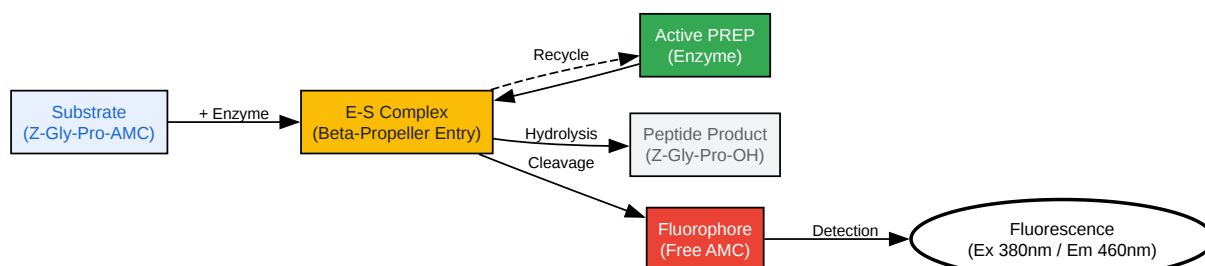 Substrate
(Z-Gly-Pro-AMC)
+ Enzyme
E-S Complex
(Beta-Propeller Entry)
Recycle
Active PREP
(Enzyme)
Hydrolysis
Peptide Product
(Z-Gly-Pro-OH)
Cleavage
Fluorophore
(Free AMC)
Detection
Fluorescence
(Ex 380nm / Em 460nm)